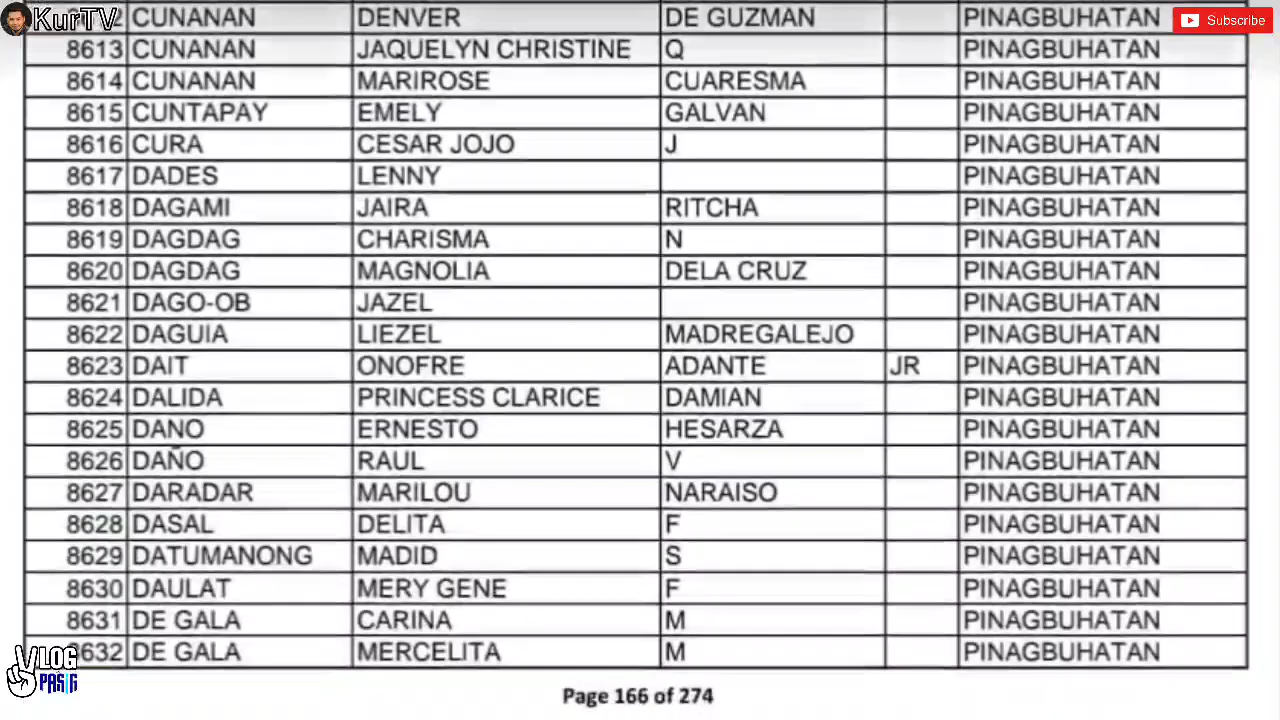 KurTV
Subscribe
CUNANAN DENVER DE GUZMAN PINAGBUHATAN
8613 CUNANAN JAQUELYN CHRISTINE Q PINAGBUHATAN
8614 CUNANAN MARIROSE CUARESMA PINAGBUHATAN
8615 CUNTAPAY EMELY GALVAN PINAGBUHATAN
8616 CURA CESAR JOJO J PINAGBUHATAN
8617 DADES LENNY PINAGBUHATAN
8618 DAGAMI JAIRA RITCHA PINAGBUHATAN
8619 DAGDAG CHARISMA N PINAGBUHATAN
8620 DAGDAG MAGNOLIA DELA CRUZ PINAGBUHATAN
8621 DAGO-OB JAZEL PINAGBUHATAN
8622 DAGUIA LIEZEL MADREGALEJO PINAGBUHATAN
8623 DAIT ONOFRE ADANTE JR PINAGBUHATAN
8624 DALIDA PRINCESS CLARICE DAMIAN PINAGBUHATAN
8625 DANO ERNESTO HESARZA PINAGBUHATAN
8626 DAÑO RAUL V PINAGBUHATAN
8627 DARADAR MARILOU NARAISO PINAGBUHATAN
8628 DASAL DELITA F PINAGBUHATAN
8629 DATUMANONG MADID S PINAGBUHATAN
8630 DAULAT MERY GENE F PINAGBUHATAN
8631 DE GALA CARINA M PINAGBUHATAN
8632 DE GALA MERCELITA M PINAGBUHATAN
VLOG
PASIG
Page 166 of 274